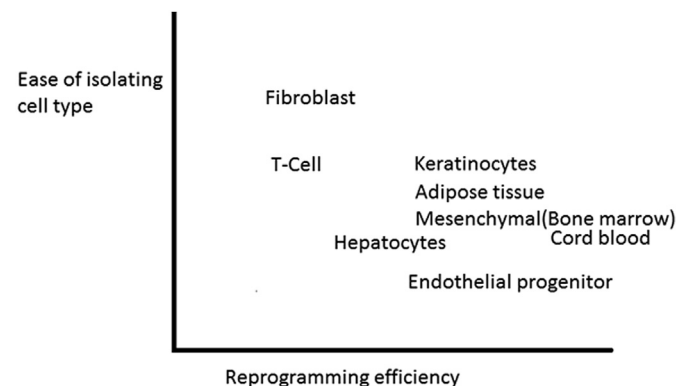 Ease of isolating
cell type
Fibroblast
T-Cell
Keratinocytes
Adipose tissue
Mesenchymal(Bone marrow)
Cord blood
Hepatocytes
Endothelial progenitor
Reprogramming efficiency